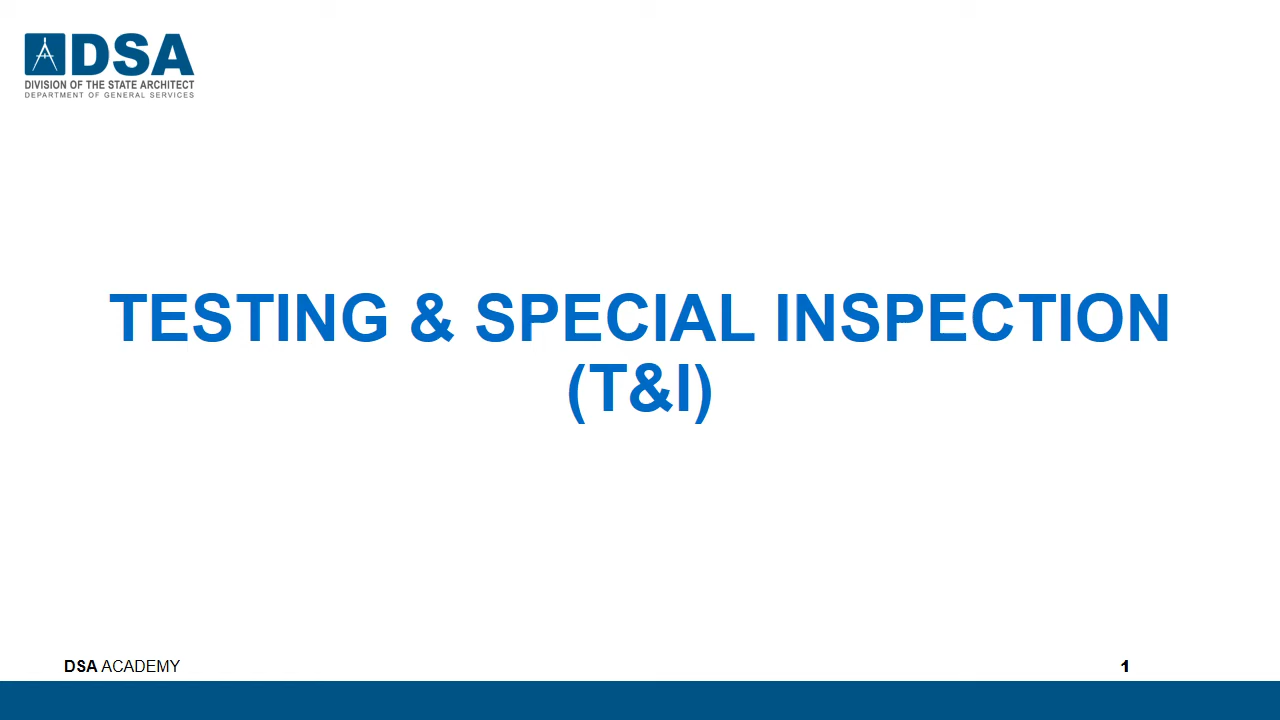 DSA
DIVISION OF THE STATE ARCHITECT
DEPARTMENT OF GENERAL SERVICES
TESTING & SPECIAL INSPECTION
(T&I)
DSA ACADEMY
1